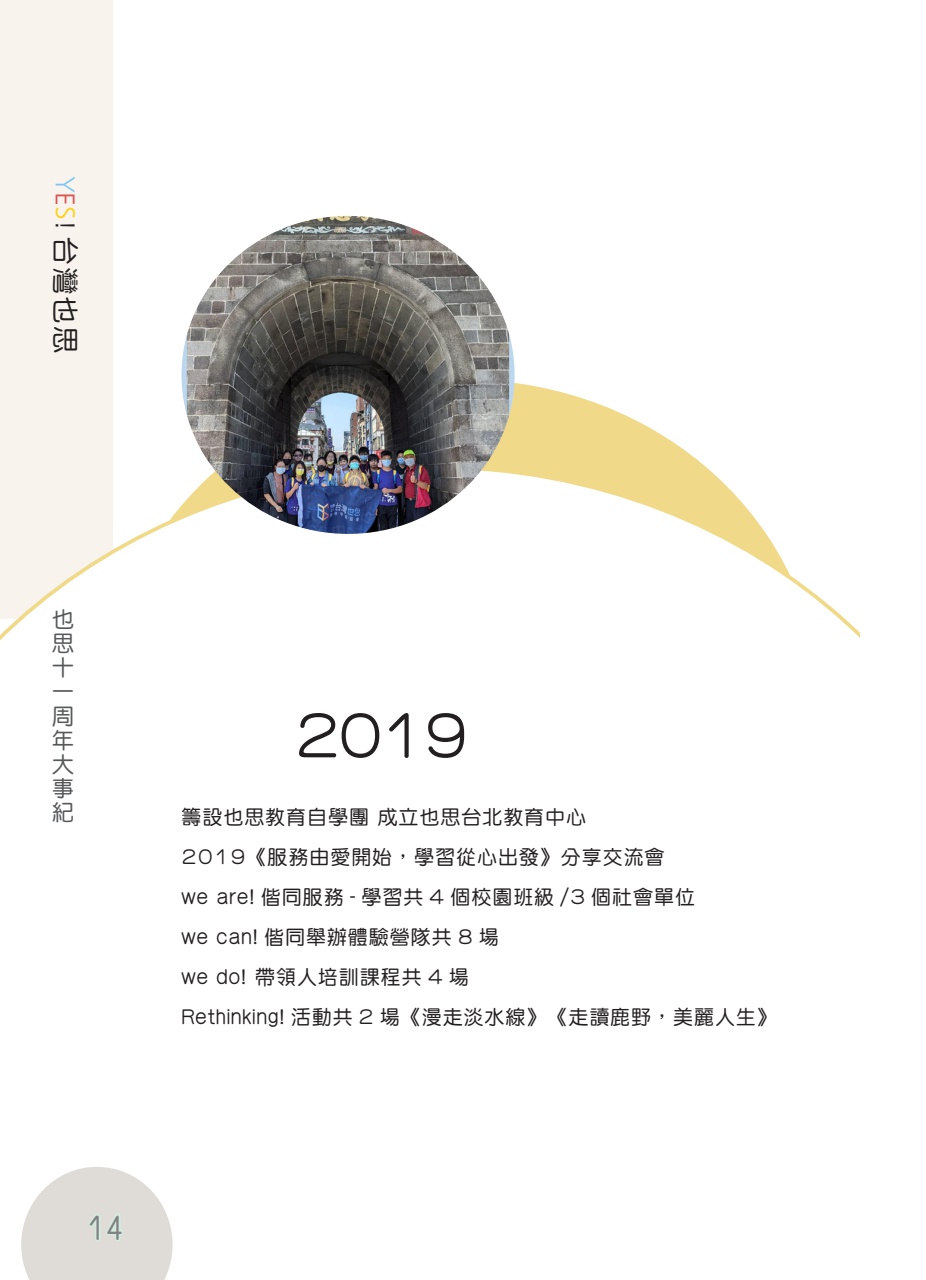 YES! 台灣也思
台灣也思
也思十一周年大事紀
2019
籌設也思教育自學團 成立也思台北教育中心
2019《服務由愛開始，學習從心出發》分享交流會
we are! 偕同服務 - 學習共 4 個校園班級 /3 個社會單位
we can! 偕同舉辦體驗營隊共 8 場
we do! 帶領人培訓課程共 4 場
Rethinking! 活動共 2 場《漫走淡水線》《走讀鹿野，美麗人生》
14